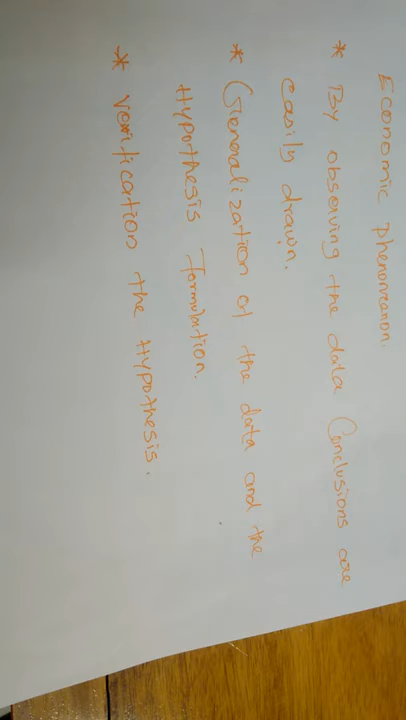 Economic Phenomenon.
* By observing the data Conclusions are
easily drawn.
* Generalization of the data and the
Hypothesis Formulation.
* Verification the Hypothesis.